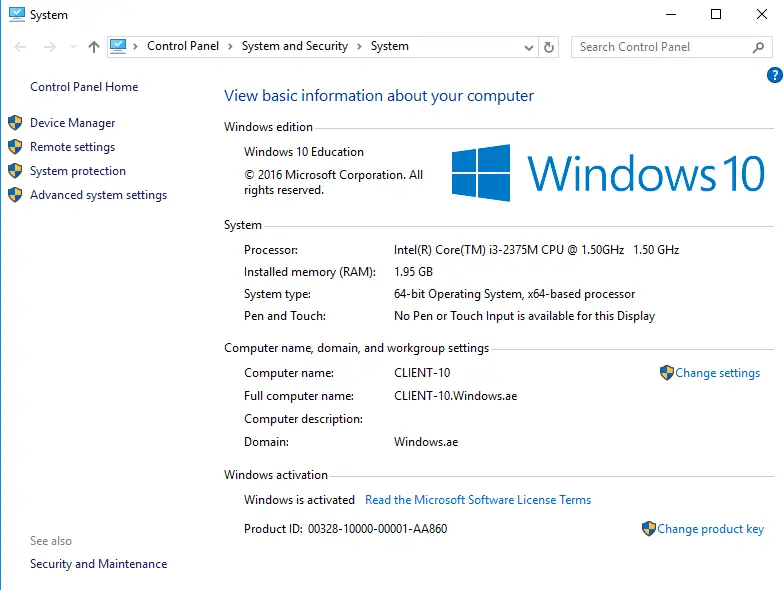 System
Control Panel > System and Security > System
Search Control Panel
?
Control Panel Home
Device Manager
Remote settings
System protection
Advanced system settings
See also
Security and Maintenance
View basic information about your computer
Windows edition
Windows 10 Education
© 2016 Microsoft Corporation. All
rights reserved.
Windows 10
System
Processor: Intel(R) Core(TM) i3-2375M CPU @ 1.50GHz 1.50 GHz
Installed memory (RAM): 1.95 GB
System type: 64-bit Operating System, x64-based processor
Pen and Touch: No Pen or Touch Input is available for this Display
Computer name, domain, and workgroup settings
Computer name: CLIENT-10 Change settings
Full computer name: CLIENT-10.Windows.ae
Computer description:
Domain: Windows.ae
Windows activation
Windows is activated Read the Microsoft Software License Terms
Product ID: 00328-10000-00001-AA860 Change product key